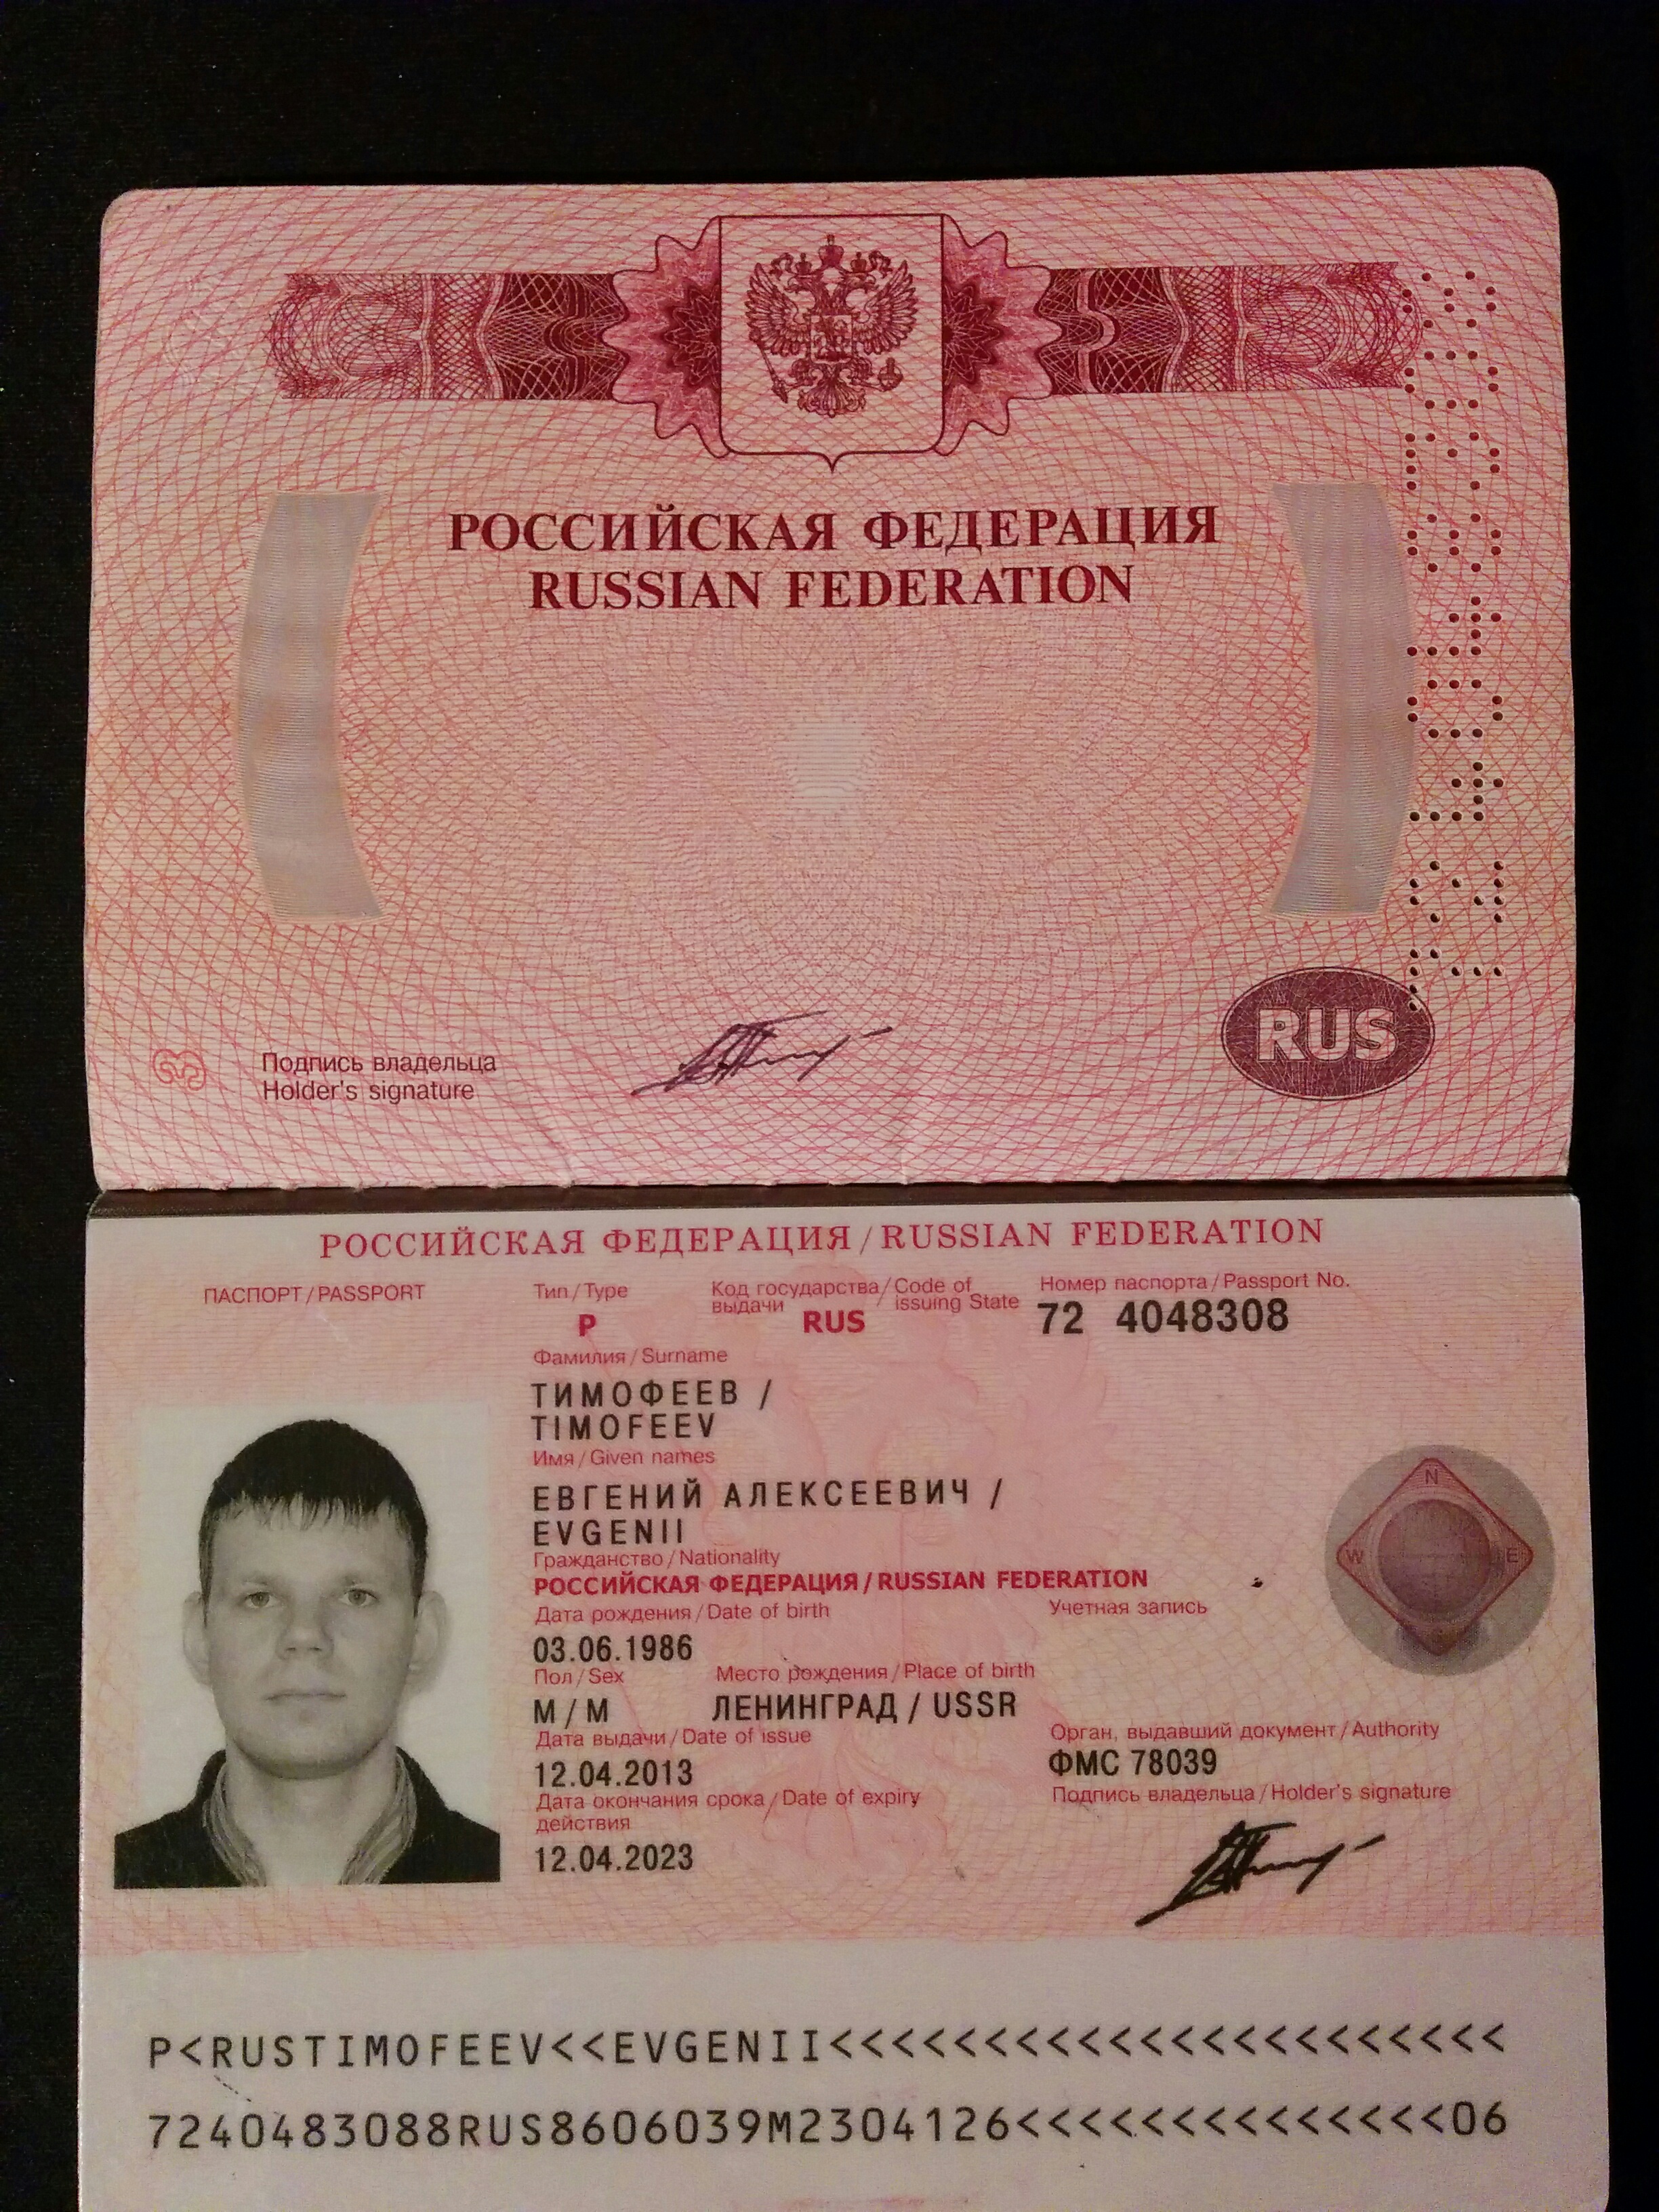 РОССИЙСКАЯ ФЕДЕРАЦИЯ
RUSSIAN FEDERATION
RUS
Подпись владельца
Holder's signature
РОССИЙСКАЯ ФЕДЕРАЦИЯ / RUSSIAN FEDERATION
ПАСПОРТ / PASSPORT
Тип / Type
Код государства / Code of
выдачи issuing State
Номер паспорта / Passport No.
P
RUS
72 4048308
Фамилия / Surname
ТИМОФЕЕВ /
TIMOFEEV
Имя / Given names
ЕВГЕНИЙ АЛЕКСЕЕВИЧ /
EVGENII
Гражданство / Nationality
РОССИЙСКАЯ ФЕДЕРАЦИЯ / RUSSIAN FEDERATION
Дата рождения / Date of birth
Учетная запись
03.06.1986
Пол / Sex
Место рождения / Place of birth
М / M
ЛЕНИНГРАД / USSR
Дата выдачи / Date of issue
Орган, выдавший документ / Authority
12.04.2013
ФМС 78039
Дата окончания срока / Date of expiry
действия
Подпись владельца / Holder's signature
12.04.2023
N
W
E
P<RUSTIMOFEEV<<EVGENII<<<<<<<<<<<<<<<<<<<<<<
7240483088RUS8606039M2304126<<<<<<<<<<<<<<06